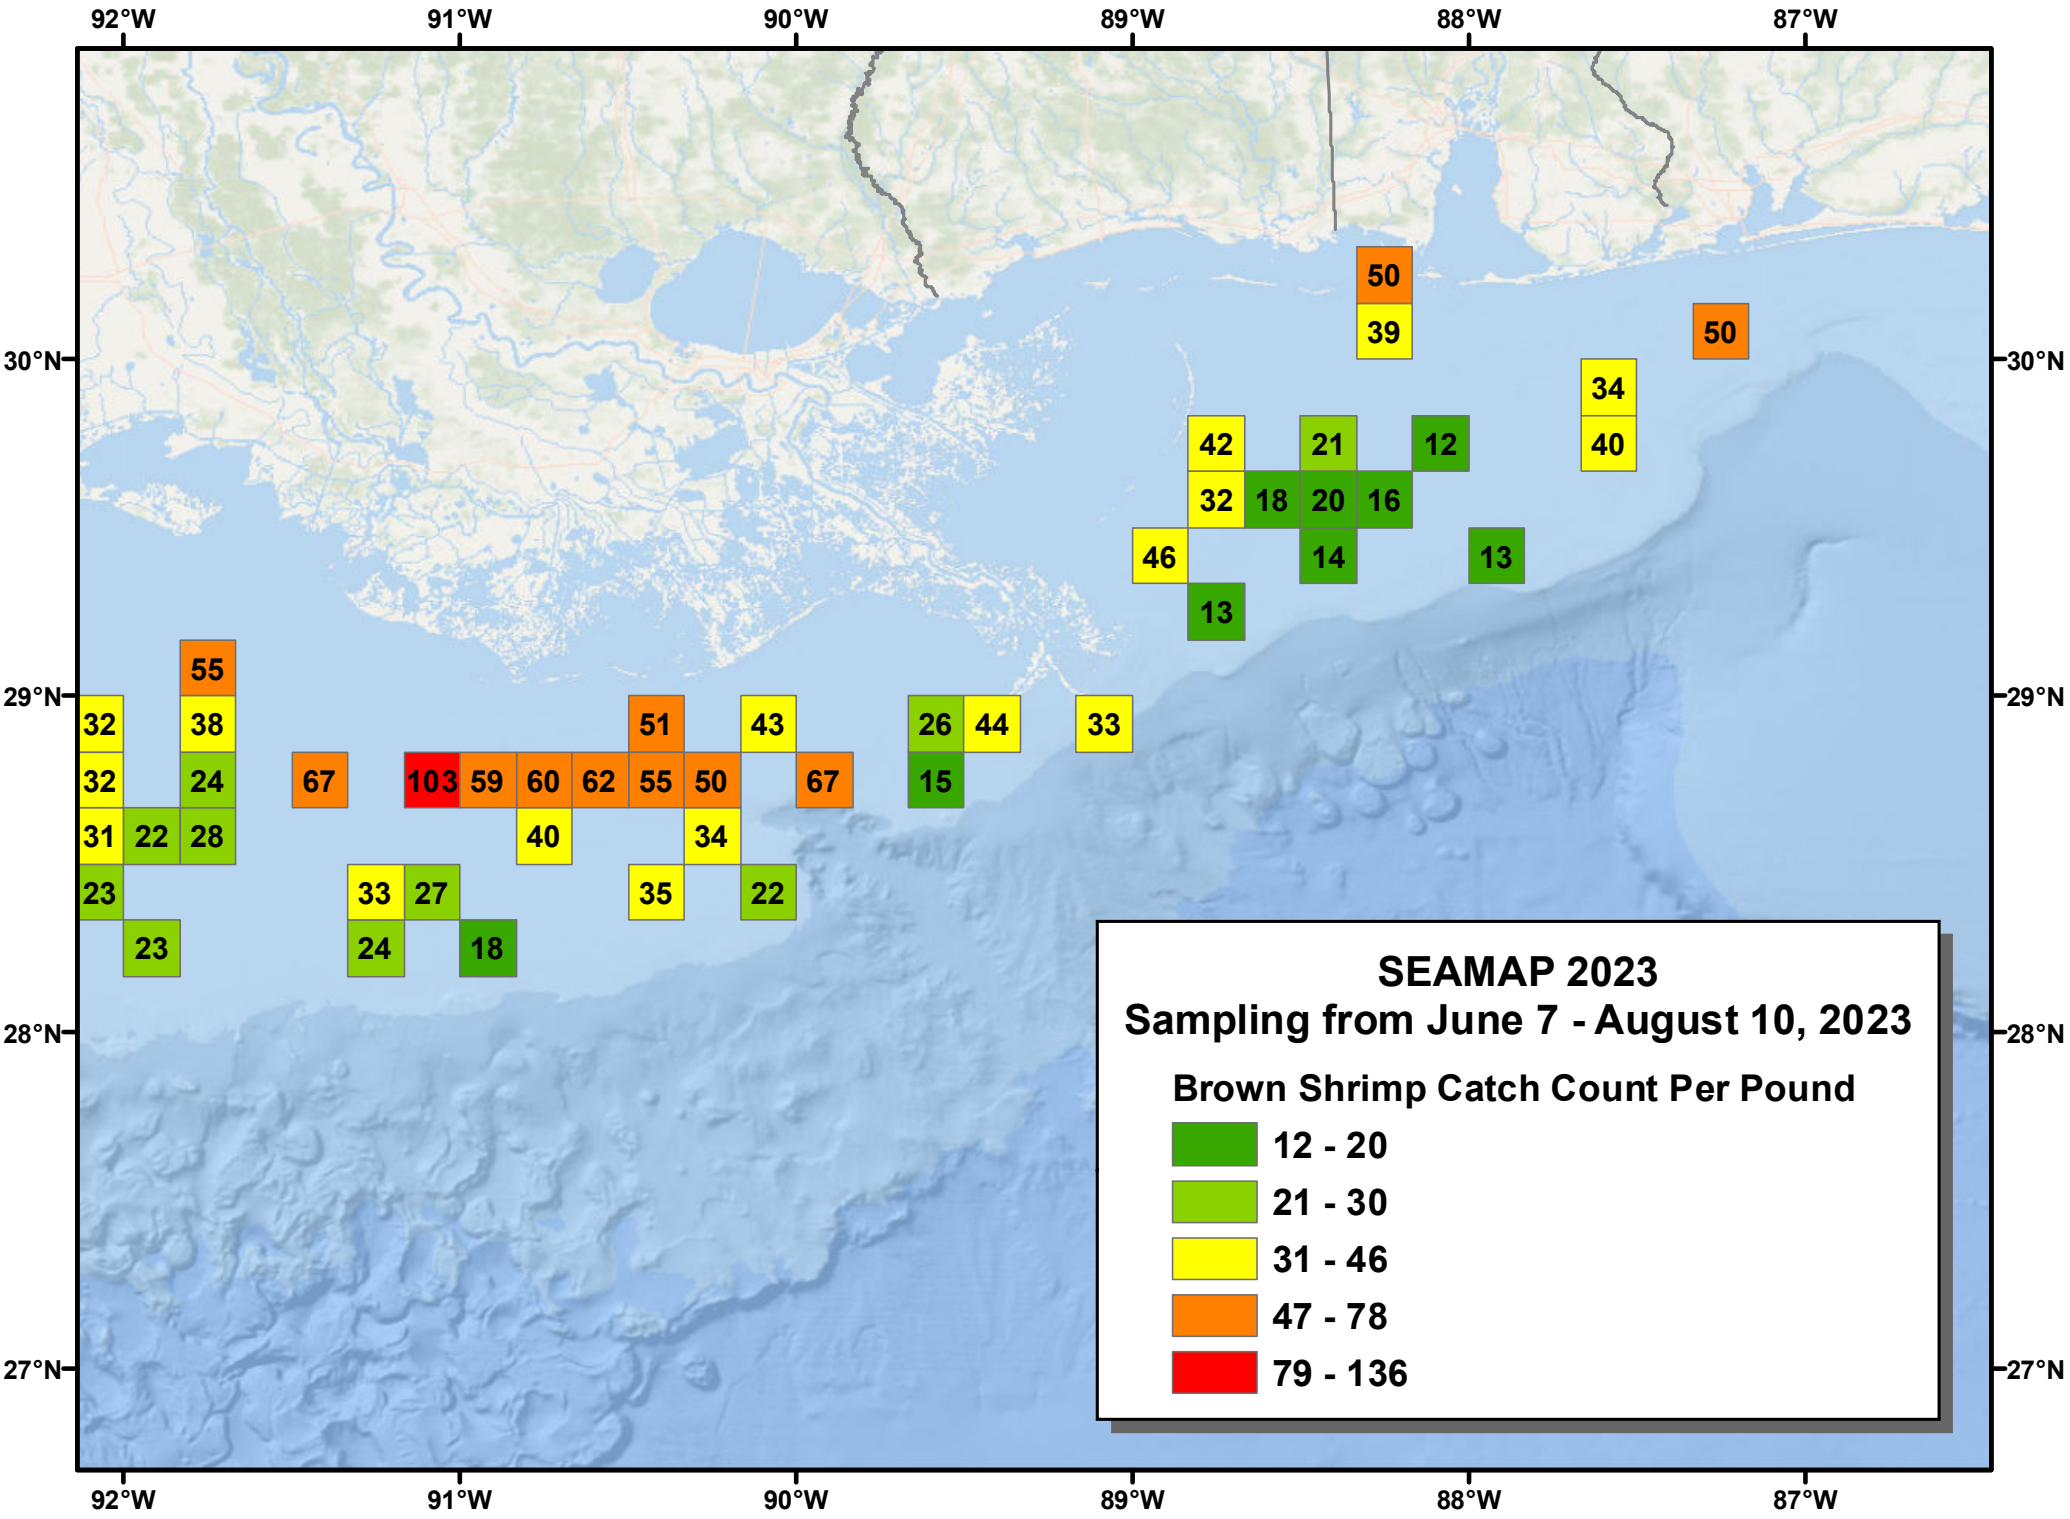 92°W 91°W 90°W 89°W 88°W 87°W
50
30°N 39 50 30°N
34
42 21 12 40
32 18 20 16
46 14 13
13
55
29°N 32 38 51 43 26 44 33 29°N
32 24 67 103 59 60 62 55 50 67 15
31 22 28 40 34
23 33 27 35 22
23 24 18
SEAMAP 2023
Sampling from June 7 - August 10, 2023
28°N 28°N
Brown Shrimp Catch Count Per Pound
12 - 20
21 - 30
31 - 46
47 - 78
27°N 79 - 136 27°N
92°W 91°W 90°W 89°W 88°W 87°W